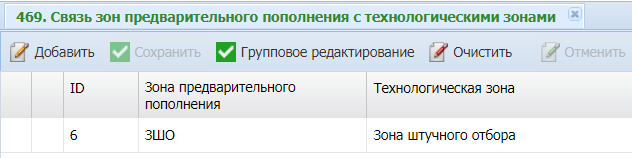 469. Связь зон предварительного пополнения с технологическими зонами
Добавить Сохранить Групповое редактирование Очистить Отменить
ID Зона предварительного пополнения Технологическая зона
6 ЗШО Зона штучного отбора